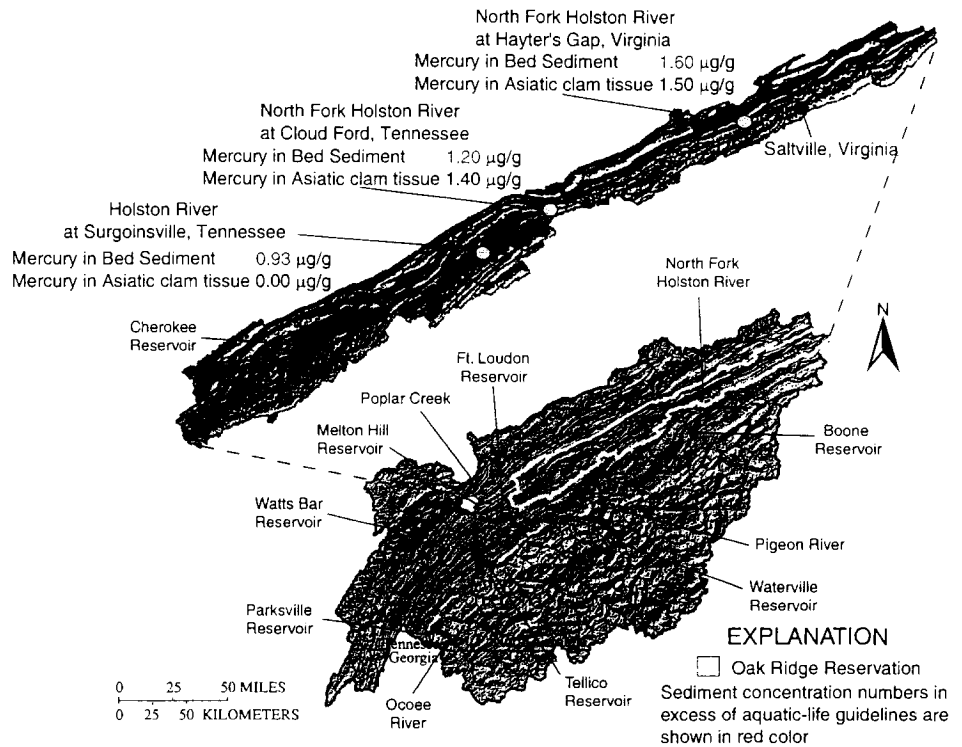 North Fork Holston River
at Hayter's Gap, Virginia
Mercury in Bed Sediment 1.60 µg/g
Mercury in Asiatic clam tissue 1.50 µg/g
North Fork Holston River
at Cloud Ford, Tennessee
Mercury in Bed Sediment 1.20 µg/g
Mercury in Asiatic clam tissue 1.40 µg/g
Saltville, Virginia
Holston River
at Surgoinsville, Tennessee
Mercury in Bed Sediment 0.93 µg/g
Mercury in Asiatic clam tissue 0.00 µg/g
North Fork
Holston River
N
Cherokee
Reservoir
Ft. Loudon
Reservoir
Poplar Creek
Melton Hill
Reservoir
Boone
Reservoir
Watts Bar
Reservoir
Pigeon River
Waterville
Reservoir
Parksville
Reservoir
Georgia
Tellico
Reservoir
Ocoee
River
EXPLANATION
Oak Ridge Reservation
Sediment concentration numbers in
excess of aquatic-life guidelines are
shown in red color
0 25 50 MILES
0 25 50 KILOMETERS